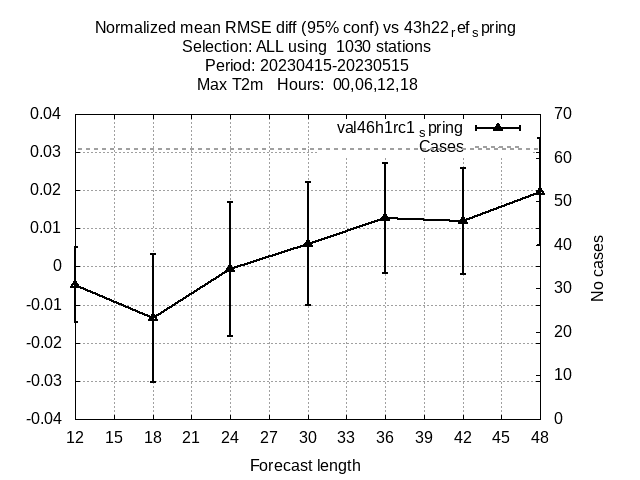 Normalized mean RMSE diff (95% conf) vs 43h22refspring
Selection: ALL using  1030 stations
Period: 20230415-20230515
Max T2m   Hours:  00,06,12,18
val46h1rc1spring
Cases
0.04
0.03
0.02
0.01
0
-0.01
-0.02
-0.03
-0.04
70
60
50
40
30
20
10
0
No cases
12 15 18 21 24 27 30 33 36 39 42 45 48
Forecast length